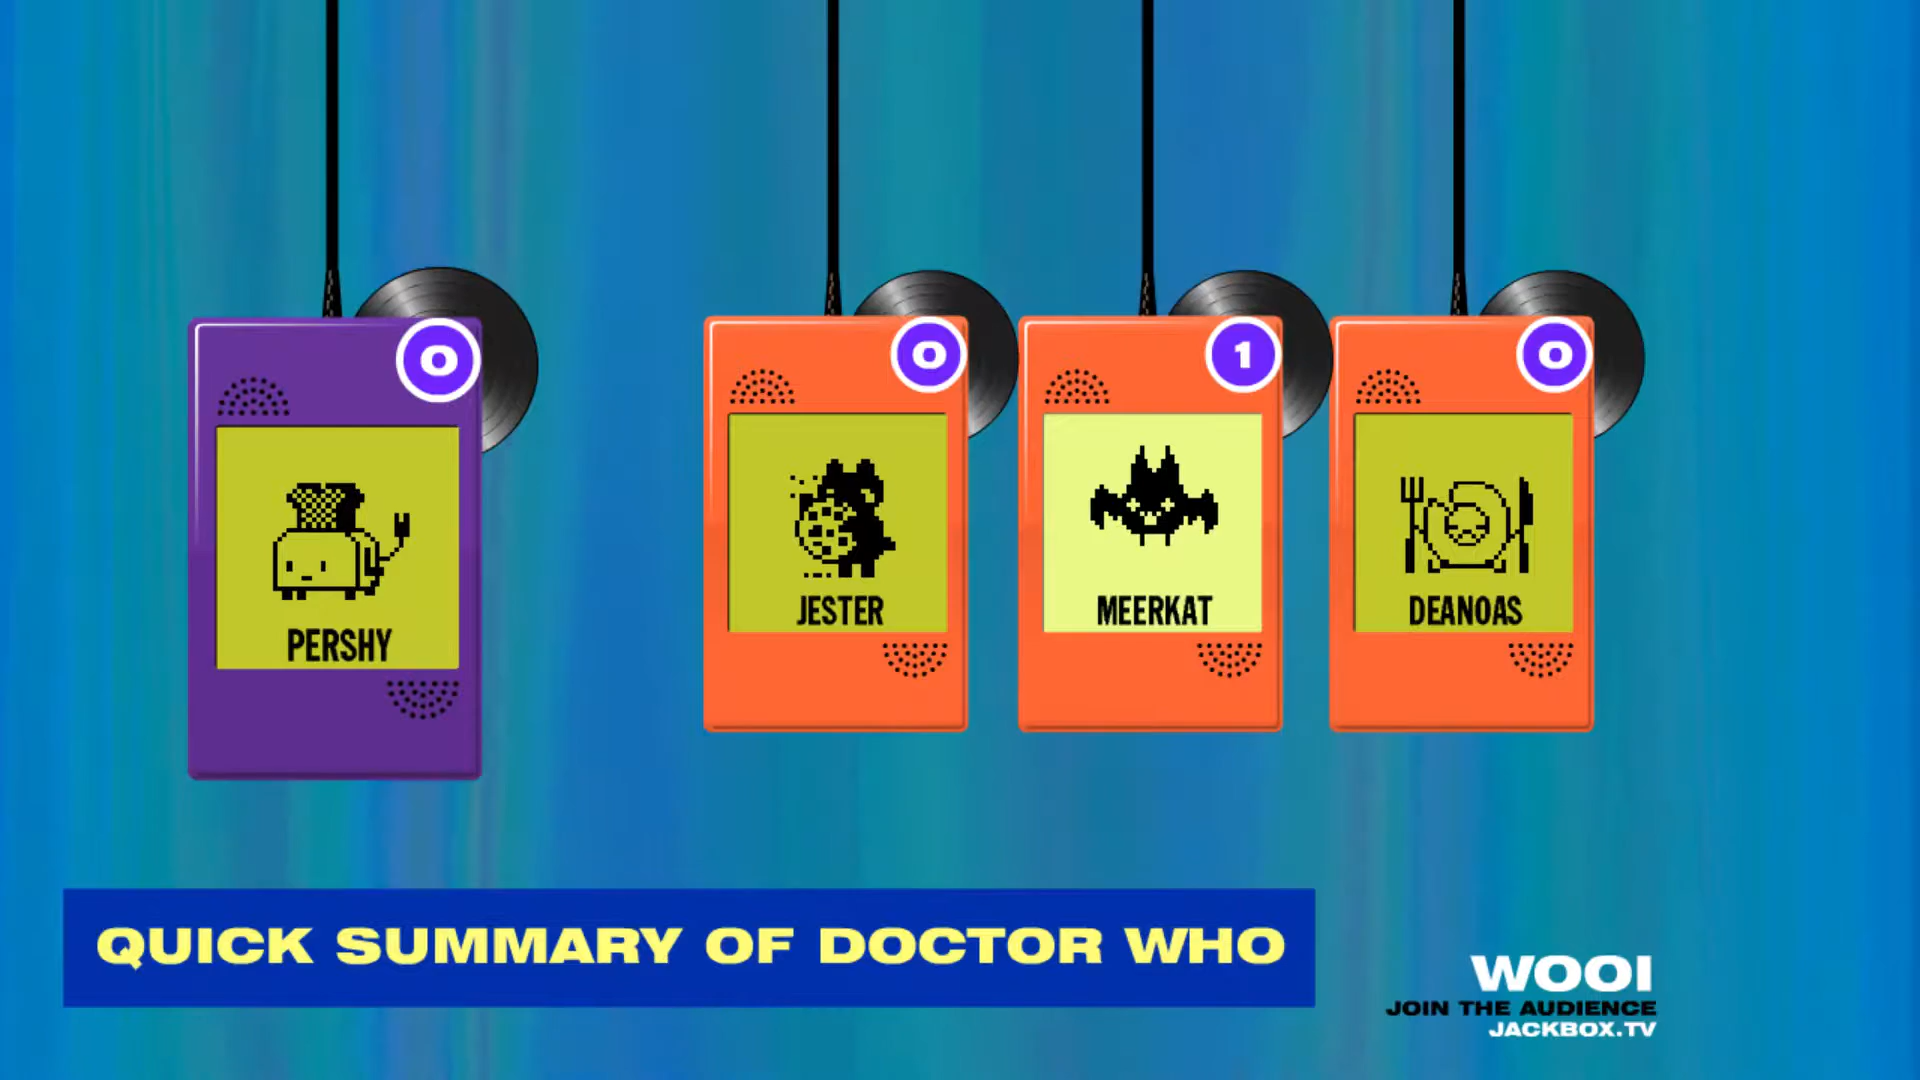 0
0
1
0
PERSHY
JESTER
MEERKAT
DEANOAS
QUICK SUMMARY OF DOCTOR WHO
WOOI
JOIN THE AUDIENCE
JACKBOX.TV